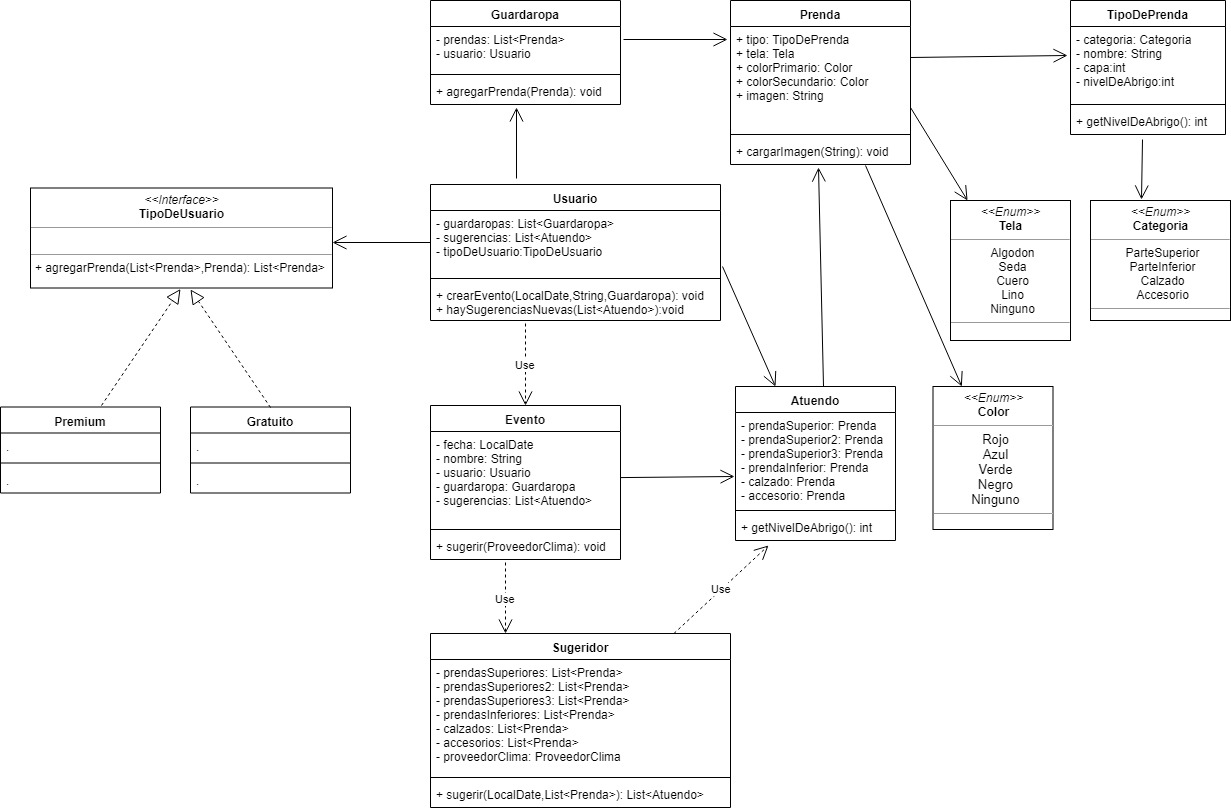 Guardaropa
- prendas: List<Prenda>
- usuario: Usuario
+ agregarPrenda(Prenda): void
Prenda
+ tipo: TipoDePrenda
+ tela: Tela
+ colorPrimario: Color
+ colorSecundario: Color
+ imagen: String
+ cargarImagen(String): void
TipoDePrenda
- categoria: Categoria
- nombre: String
- capa:int
- nivelDeAbrigo:int
+ getNivelDeAbrigo(): int
<<Interface>>
TipoDeUsuario
+ agregarPrenda(List<Prenda>,Prenda): List<Prenda>
Usuario
- guardaropas: List<Guardaropa>
- sugerencias: List<Atuendo>
- tipoDeUsuario:TipoDeUsuario
+ crearEvento(LocalDate,String,Guardaropa): void
+ haySugerenciasNuevas(List<Atuendo>):void
<<Enum>>
Tela
Algodon
Seda
Cuero
Lino
Ninguno
<<Enum>>
Categoria
ParteSuperior
ParteInferior
Calzado
Accesorio
Use
Premium
.
.
Gratuito
.
.
Evento
- fecha: LocalDate
- nombre: String
- usuario: Usuario
- guardaropa: Guardaropa
- sugerencias: List<Atuendo>
+ sugerir(ProveedorClima): void
Atuendo
- prendaSuperior: Prenda
- prendaSuperior2: Prenda
- prendaSuperior3: Prenda
- prendaInferior: Prenda
- calzado: Prenda
- accesorio: Prenda
+ getNivelDeAbrigo(): int
<<Enum>>
Color
Rojo
Azul
Verde
Negro
Ninguno
Use
Use
Sugeridor
- prendasSuperiores: List<Prenda>
- prendasSuperiores2: List<Prenda>
- prendasSuperiores3: List<Prenda>
- prendasInferiores: List<Prenda>
- calzados: List<Prenda>
- accesorios: List<Prenda>
- proveedorClima: ProveedorClima
+ sugerir(LocalDate,List<Prenda>): List<Atuendo>